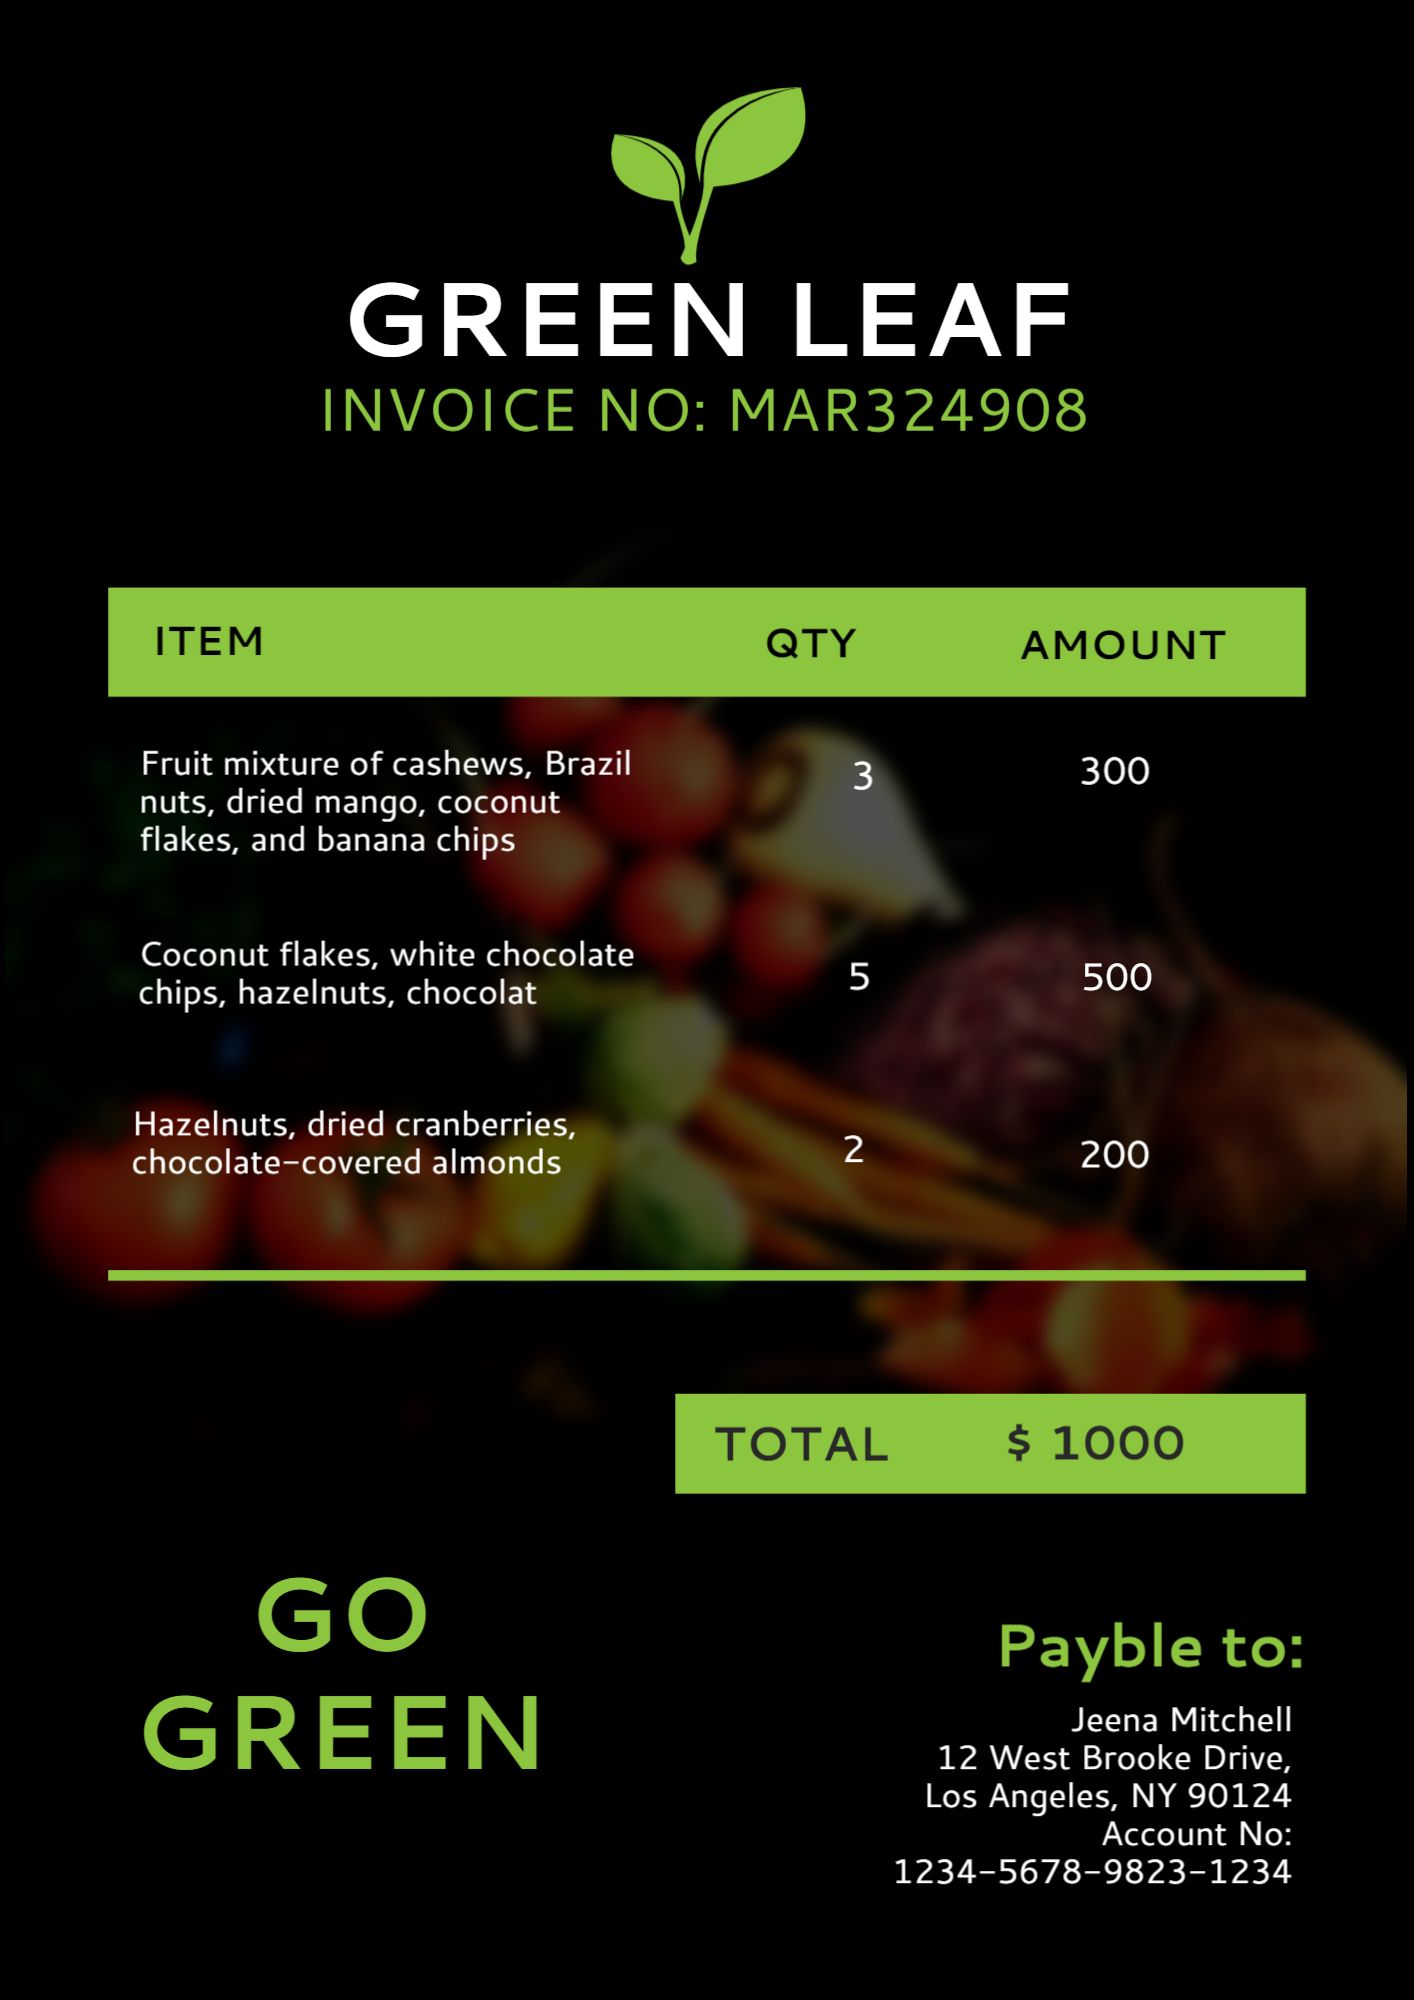 GREEN LEAF
INVOICE NO: MAR324908
ITEM QTY AMOUNT
Fruit mixture of cashews, Brazil
nuts, dried mango, coconut
flakes, and banana chips
3 300
Coconut flakes, white chocolate
chips, hazelnuts, chocolat
5 500
Hazelnuts, dried cranberries,
chocolate-covered almonds
2 200
TOTAL $ 1000
GO
GREEN
Payble to:
Jeena Mitchell
12 West Brooke Drive,
Los Angeles, NY 90124
Account No:
1234-5678-9823-1234